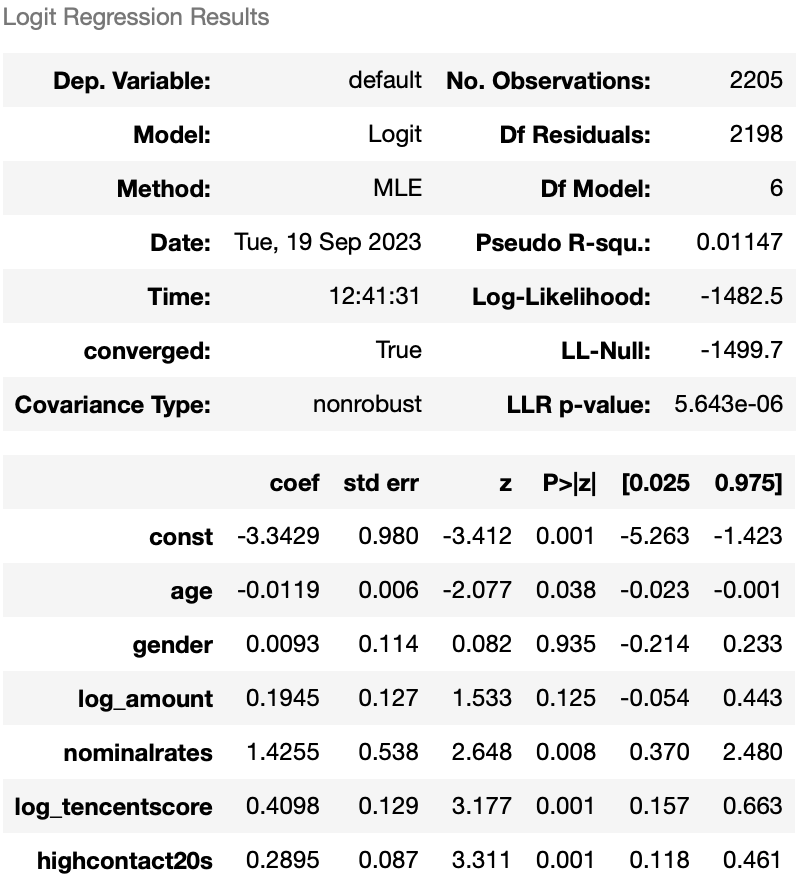 Logit Regression Results
Dep. Variable: default No. Observations: 2205
Model: Logit Df Residuals: 2198
Method: MLE Df Model: 6
Date: Tue, 19 Sep 2023 Pseudo R-squ.: 0.01147
Time: 12:41:31 Log-Likelihood: -1482.5
converged: True LL-Null: -1499.7
Covariance Type: nonrobust LLR p-value: 5.643e-06
coef std err z P>|z| [0.025 0.975]
const -3.3429 0.980 -3.412 0.001 -5.263 -1.423
age -0.0119 0.006 -2.077 0.038 -0.023 -0.001
gender 0.0093 0.114 0.082 0.935 -0.214 0.233
log_amount 0.1945 0.127 1.533 0.125 -0.054 0.443
nominalrates 1.4255 0.538 2.648 0.008 0.370 2.480
log_tencentscore 0.4098 0.129 3.177 0.001 0.157 0.663
highcontact20s 0.2895 0.087 3.311 0.001 0.118 0.461